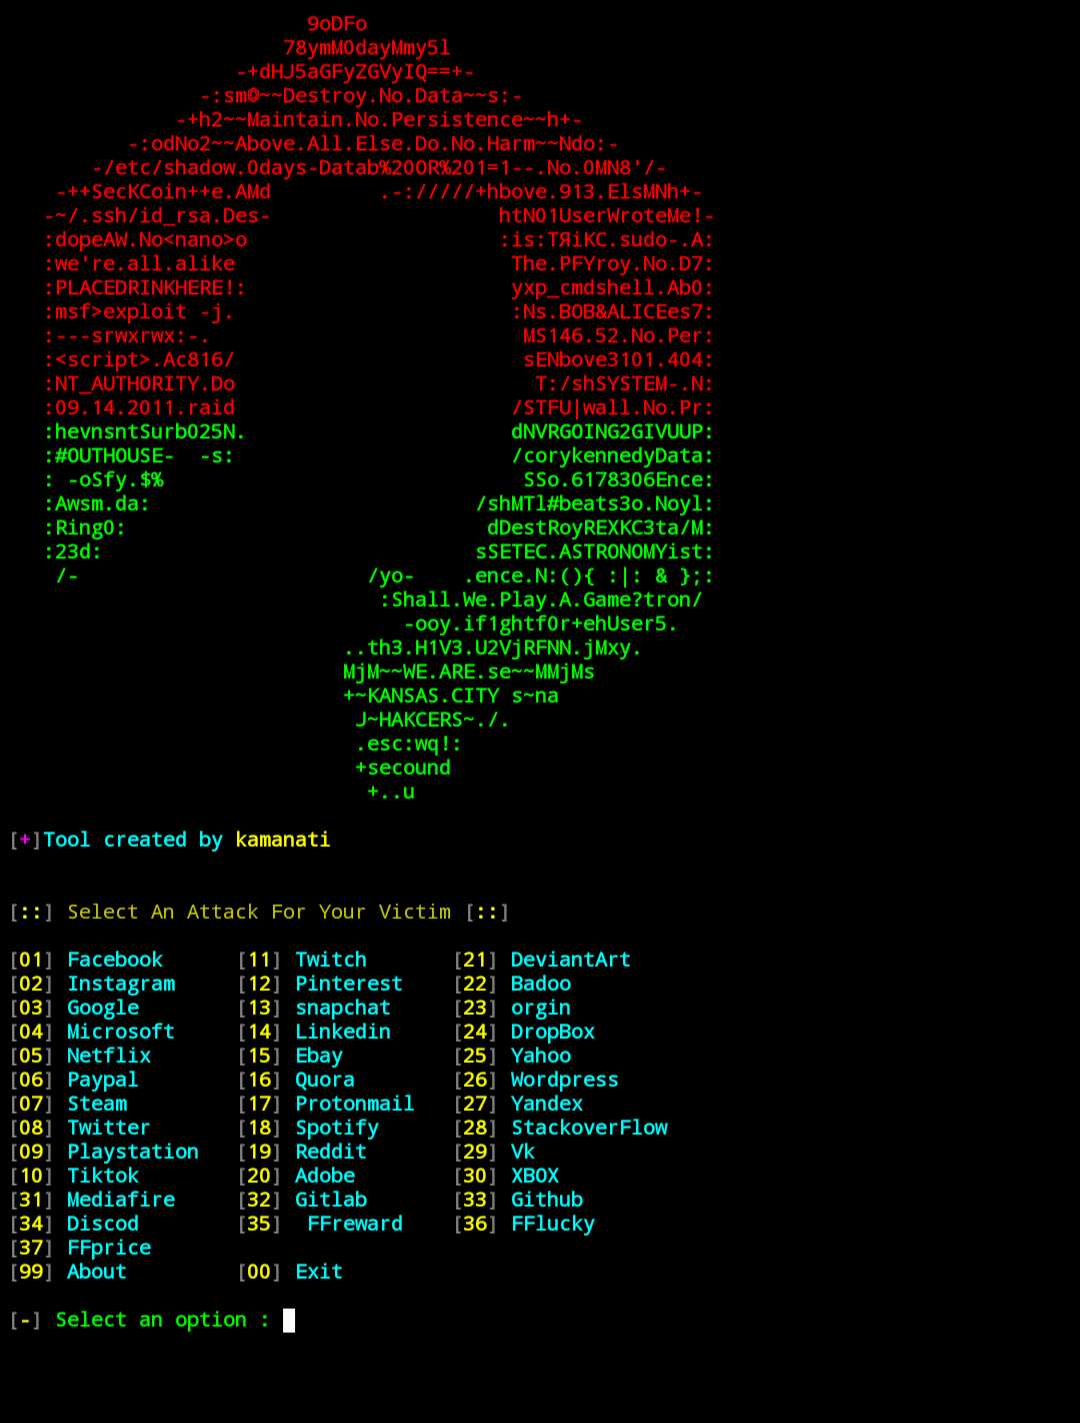 9oDFo
78ymM0dayMmy5l
-+dHJ5aGFyZGVyIQ==+-
-:sm©~~Destroy.No.Data~~s:-
-+h2~~Maintain.No.Persistence~~h+-
-:odNo2~~Above.All.Else.Do.No.Harm~~Ndo:-
-/etc/shadow.0days-Datab%20OR%201=1--.No.0MN8'/-
-++SecKCoin++e.AMd .-://///+hbove.913.ElsMNh+-
-~/.ssh/id_rsa.Des- htN01UserWroteMe!-
:dopeAW.No<nano>o :is:TЯiKC.sudo-.A:
:we're.all.alike The.PFYroy.No.D7:
:PLACEDRINKHERE!: yxp_cmdshell.Ab0:
:msf>exploit -j. :Ns.BOB&ALICEes7:
:---srwxrwx:-. MS146.52.No.Per:
:<script>.Ac816/ sENbove3101.404:
:NT_AUTHORITY.Do T:/shSYSTEM-.N:
:09.14.2011.raid /STFU|wall.No.Pr:
:hevnsntSurb025N. dNVRGOING2GIVUUP:
:#OUTHOUSE- -s: /corykennedyData:
: -oSfy.$% SSo.6178306Ence:
:Awsm.da: /shMTl#beats3o.Noyl:
:Ring0: dDestRoyREXKC3ta/M:
:23d: sSETEC.ASTRONOMYist:
/- /yo- .ence.N:(){ :|: & };:
:Shall.We.Play.A.Game?tron/
-ooy.if1ghtf0r+ehUser5.
..th3.H1V3.U2VjRFNN.jMxy.
MjM~~WE.ARE.se~~MMjMs
+~KANSAS.CITY s~na
J~HAKCERS~./.
.esc:wq!:
+secound
+..u
[+]Tool created by kamanati
[::] Select An Attack For Your Victim [::]
[01] Facebook [11] Twitch [21] DeviantArt
[02] Instagram [12] Pinterest [22] Badoo
[03] Google [13] snapchat [23] orgin
[04] Microsoft [14] Linkedin [24] DropBox
[05] Netflix [15] Ebay [25] Yahoo
[06] Paypal [16] Quora [26] Wordpress
[07] Steam [17] Protonmail [27] Yandex
[08] Twitter [18] Spotify [28] StackoverFlow
[09] Playstation [19] Reddit [29] Vk
[10] Tiktok [20] Adobe [30] XBOX
[31] Mediafire [32] Gitlab [33] Github
[34] Discod [35] FFreward [36] FFlucky
[37] FFprice
[99] About [00] Exit
[-] Select an option :